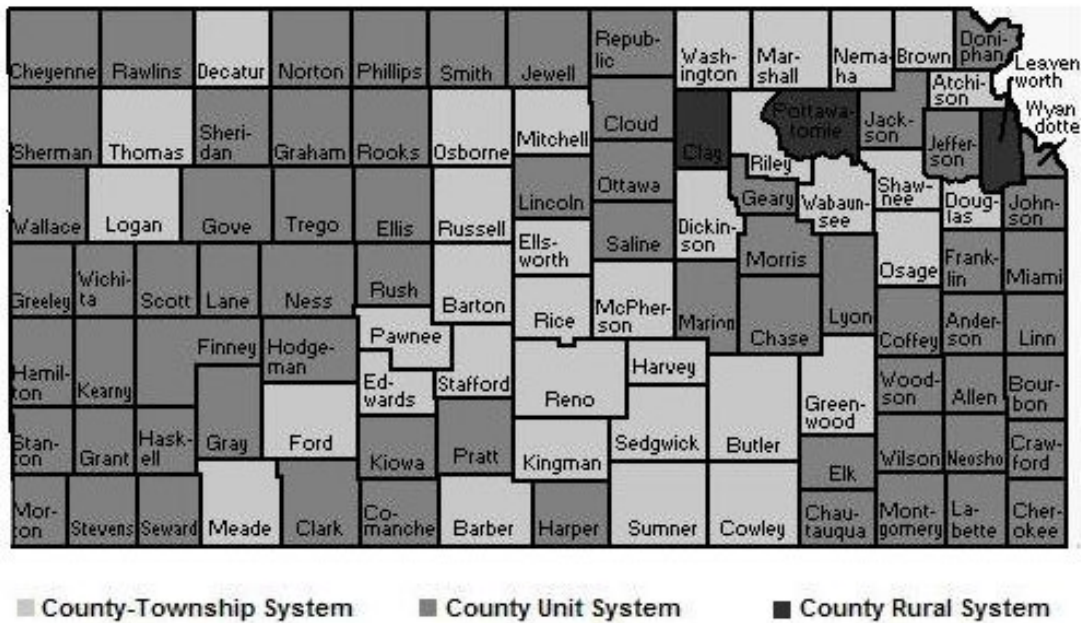 Cheyenne Rawlins Decatur Norton Phillips Smith Jewell
Repub-
lic
Wash-
ington
Mar-
shall
Nema-
ha
Brown
Doni-
phan
Leaven
worth
Atchi-
son
Wyan
dotte
Sherman Thomas
Sheri-
dan
Graham Rooks Osborne
Mitchell
Cloud
Clay
Pottawa-
tomie
Jack-
son
Jeffer-
son
Riley
Wallace Logan Gove Trego Ellis Russell
Lincoln
Ottawa
Saline
Ells-
worth
Dickin-
son
Geary
Wabaun-
see
Shaw-
nee
Doug-
las
John-
son
Morris
Osage
Frank-
lin
Miami
Greeley
Wichi-
ta
Scott Lane Ness
Rush
Barton
Rice
McPher-
son
Marion
Chase
Lyon
Coffey
Ander-
son
Linn
Hamil-
ton
Kearny
Finney
Hodge-
man
Pawnee
Ed-
wards
Stafford
Reno
Harvey
Sedgwick
Butler
Green-
wood
Wood-
son
Allen
Bour-
bon
Stan-
ton
Grant
Hask-
ell
Gray
Ford
Kiowa
Pratt
Kingman
Elk
Wilson
Neosho
Craw-
ford
Mor-
ton
Stevens
Seward
Meade
Clark
Co-
manche
Barber
Harper
Sumner
Cowley
Chau-
tauqua
Mont-
gomery
La-
bette
Cher-
okee
County-Township System County Unit System County Rural System